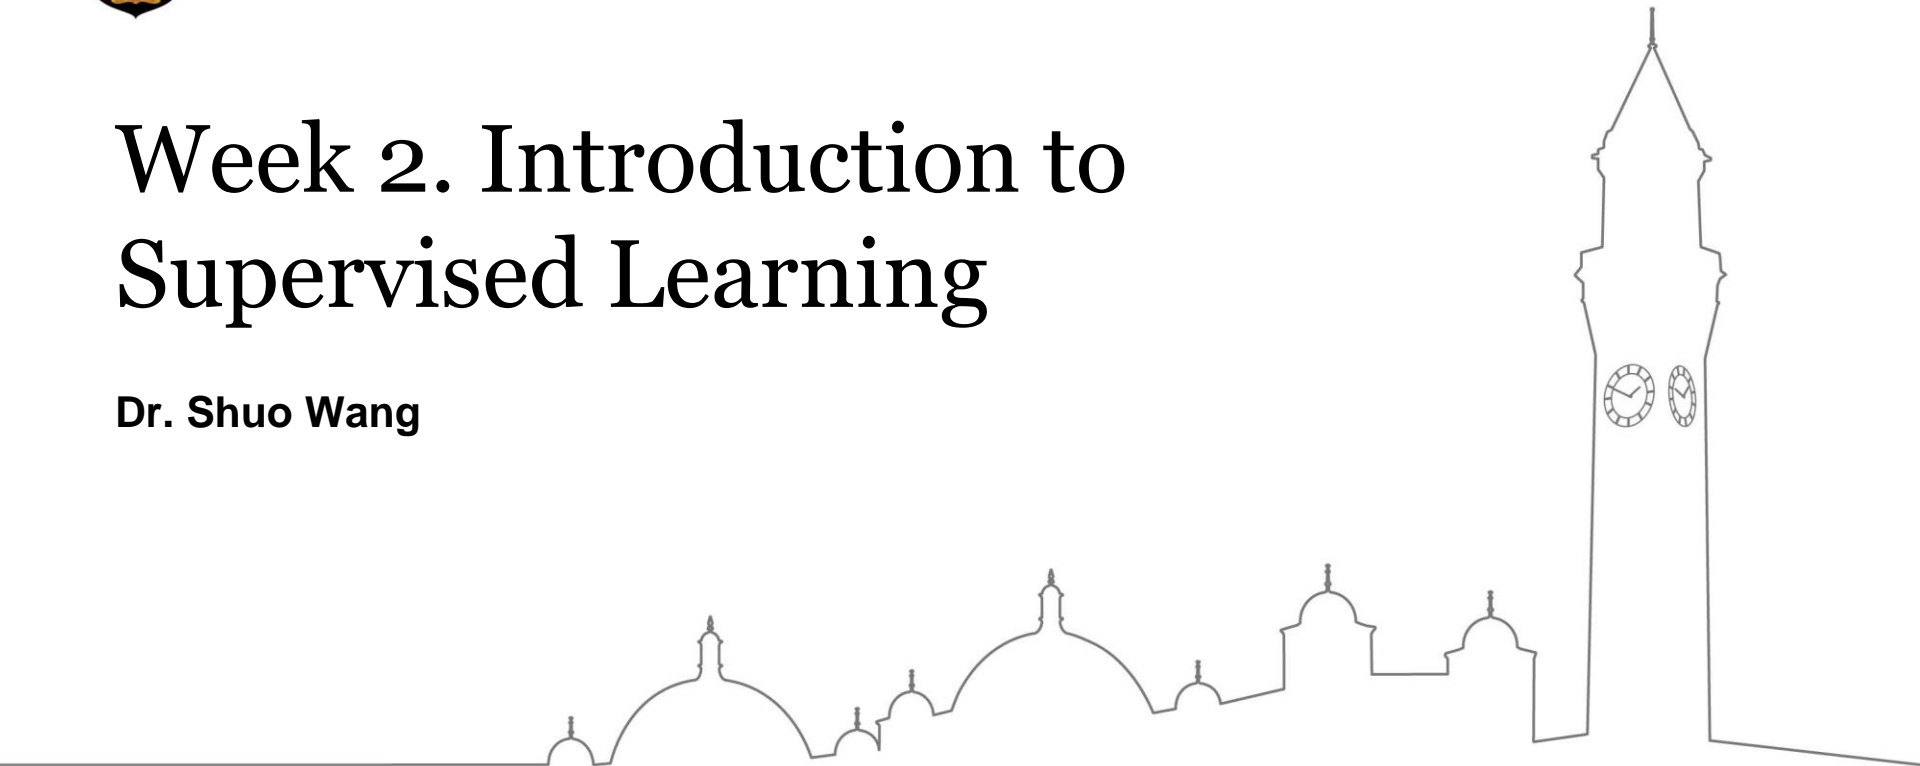 Week 2. Introduction to
Supervised Learning
Dr. Shuo Wang